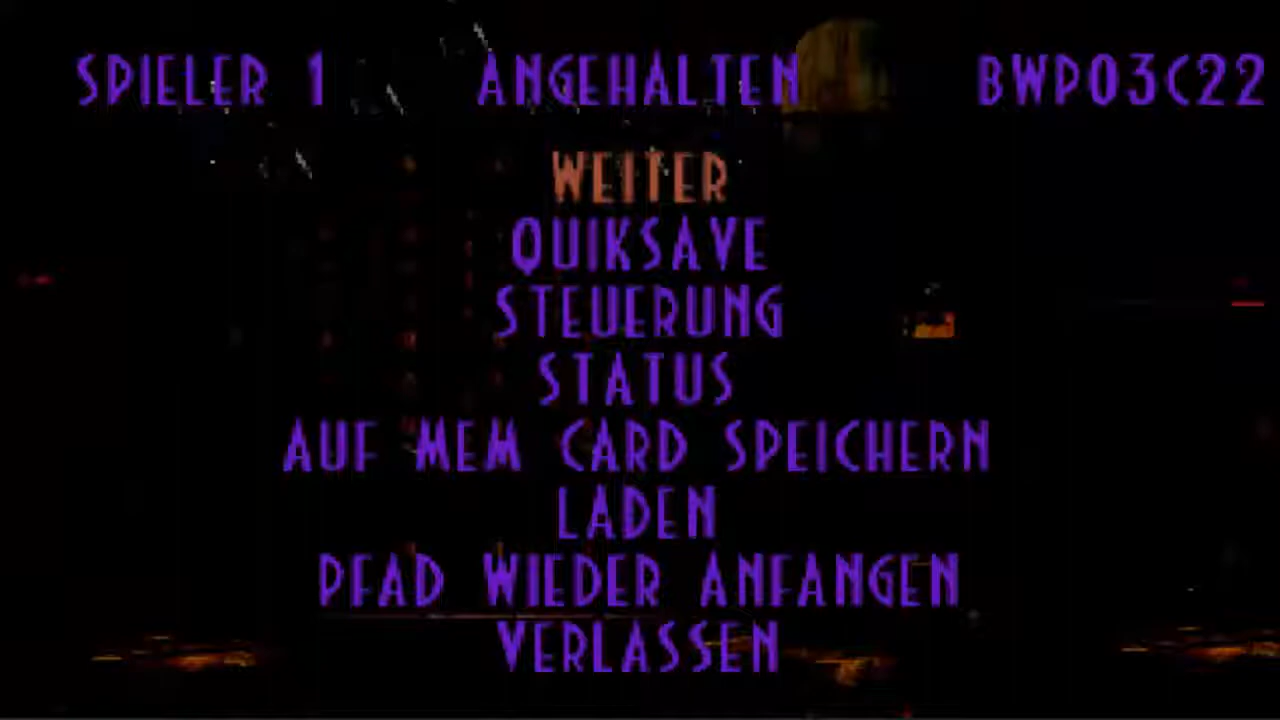 SPIELER 1 ANGEHALTEN BWP03C22
WEITER
QUIKSAVE
STEUERUNG
STATUS
AUF MEM CARD SPEICHERN
LADEN
PFAD WIEDER ANFANGEN
VERLASSEN